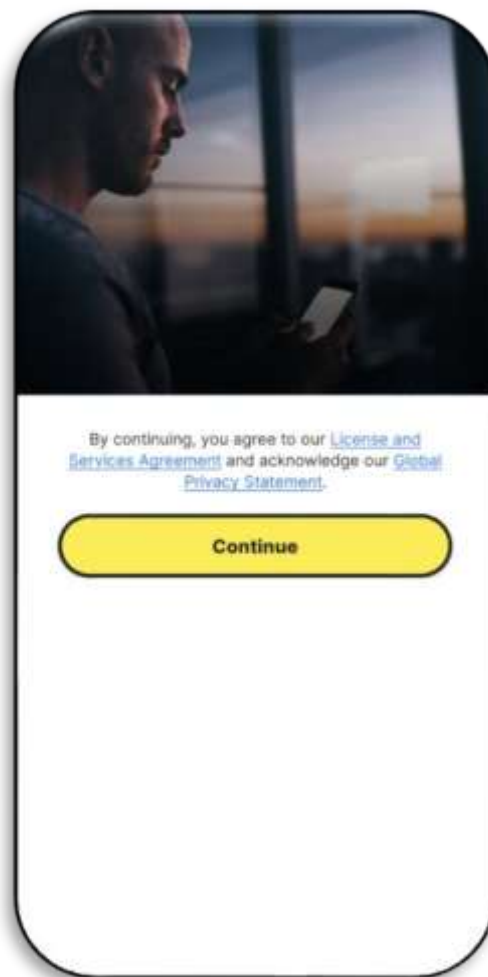 By continuing, you agree to our License and
Services Agreement and acknowledge our Global
Privacy Statement.
Continue